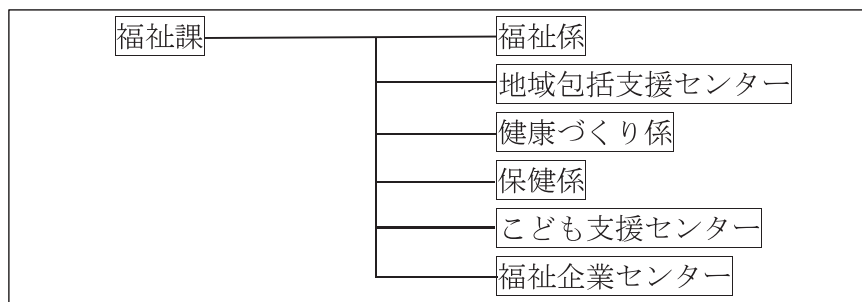 福祉課
福祉係
地域包括支援センター
健康づくり係
保健係
こども支援センター
福祉企業センター